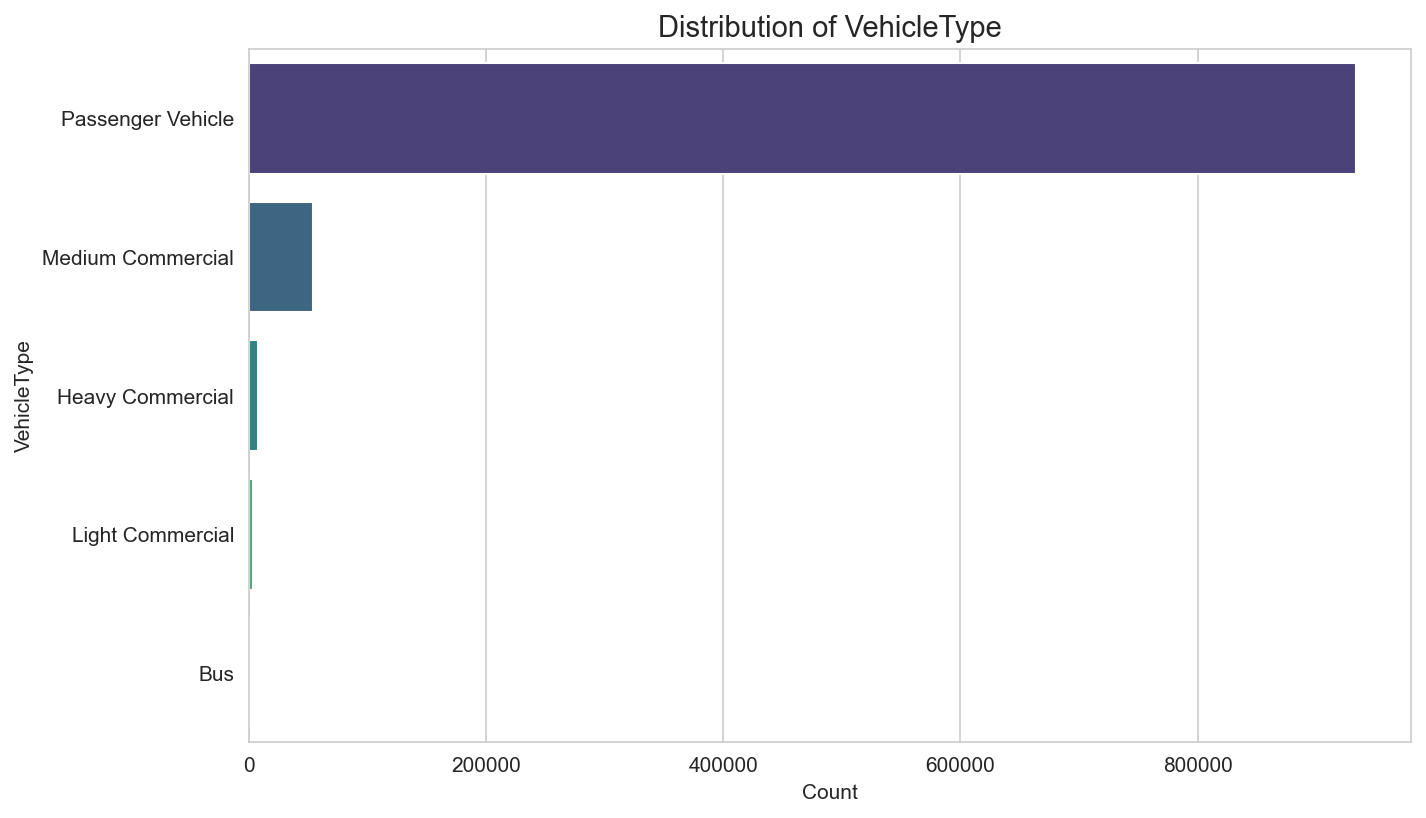 Distribution of VehicleType
Passenger Vehicle
Medium Commercial
Heavy Commercial
Light Commercial
Bus
VehicleType
0 200000 400000 600000 800000
Count